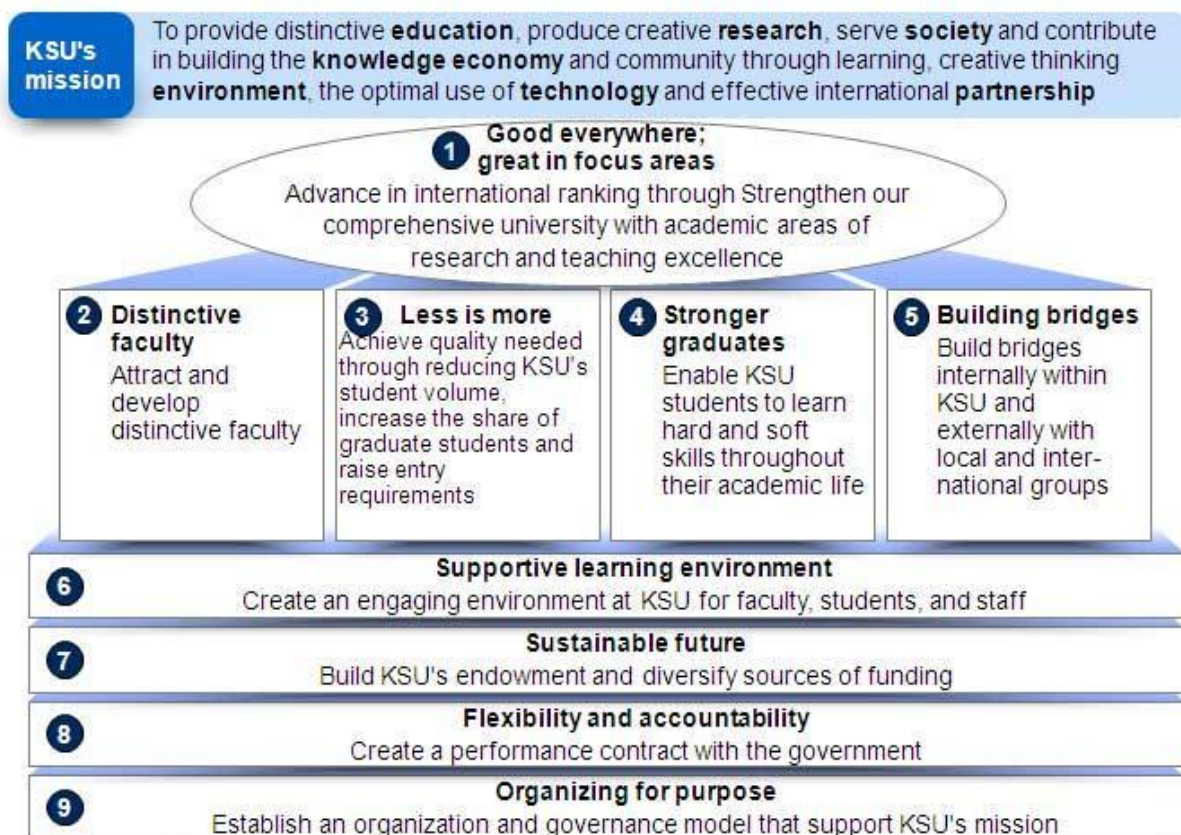 KSU's
mission
To provide distinctive education, produce creative research, serve society and contribute
in building the knowledge economy and community through learning, creative thinking
environment, the optimal use of technology and effective international partnership
1
Good everywhere;
great in focus areas
Advance in international ranking through Strengthen our
comprehensive university with academic areas of
research and teaching excellence
2
Distinctive
faculty
Attract and
develop
distinctive faculty
3
Less is more
Achieve quality needed
through reducing KSU's
student volume,
increase the share of
graduate students and
raise entry
requirements
4
Stronger
graduates
Enable KSU
students to learn
hard and soft
skills throughout
their academic life
5
Building bridges
Build bridges
internally within
KSU and
externally with
local and inter-
national groups
6
Supportive learning environment
Create an engaging environment at KSU for faculty, students, and staff
7
Sustainable future
Build KSU's endowment and diversify sources of funding
8
Flexibility and accountability
Create a performance contract with the government
9
Organizing for purpose
Establish an organization and governance model that support KSU's mission